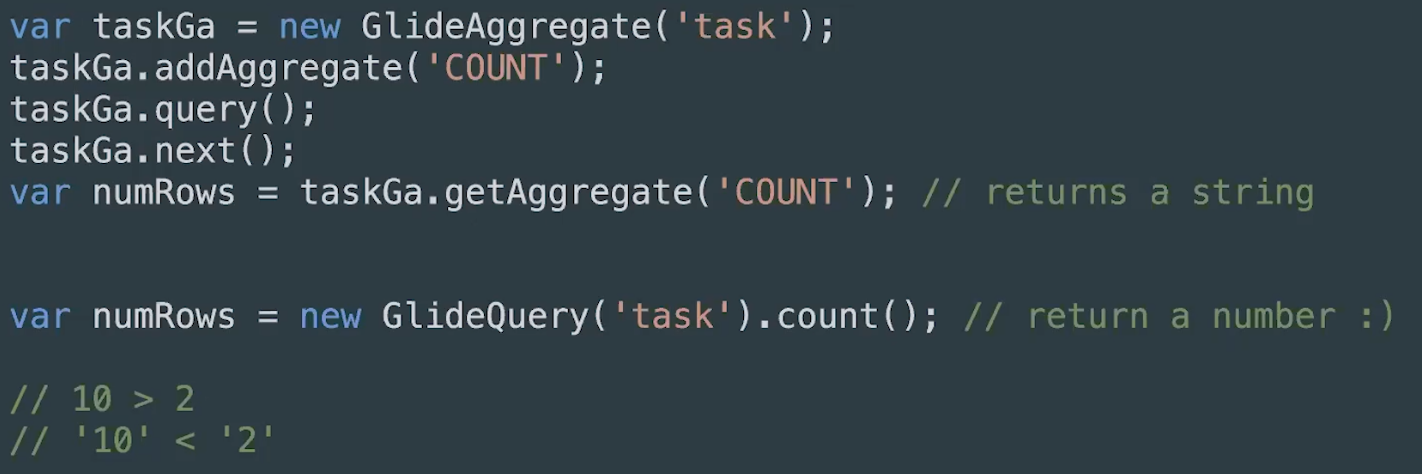 var taskGa = new GlideAggregate('task');
taskGa.addAggregate('COUNT');
taskGa.query();
taskGa.next();
var numRows = taskGa.getAggregate('COUNT'); // returns a string
var numRows = new GlideQuery('task').count(); // return a number :)
// 10 > 2
// '10' < '2'